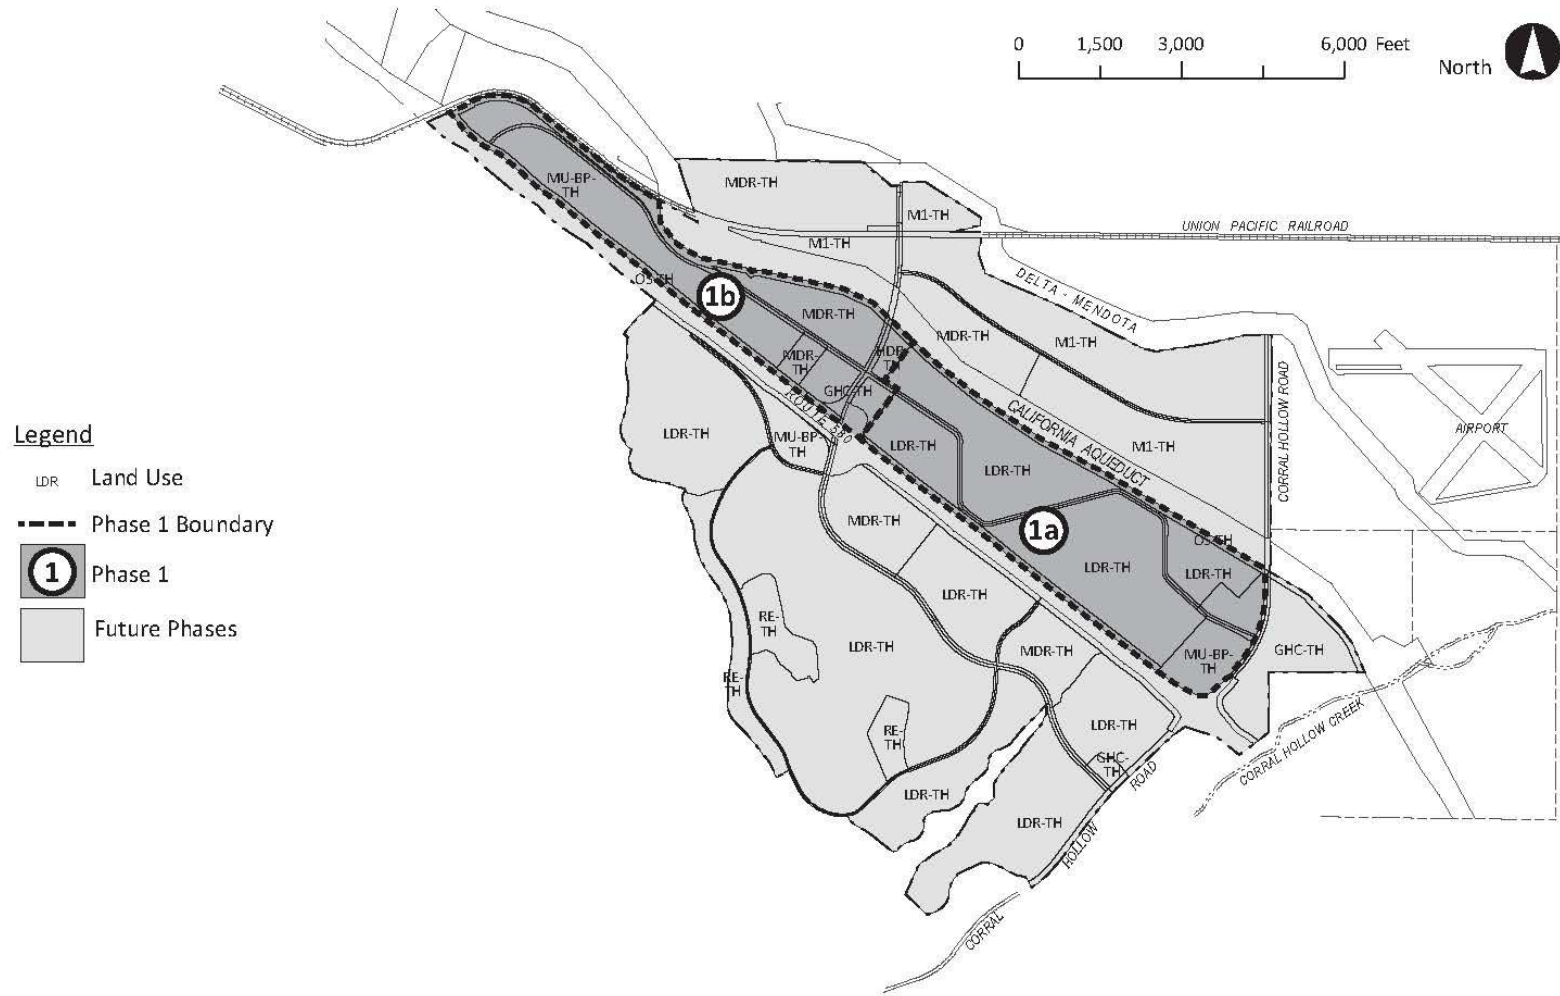 0 1,500 3,000 6,000 Feet
North
MDR-TH
MU-BP-
TH
M1-TH
UNION PACIFIC RAILROAD
M1-TH
OS-TH
1b
DELTA - MENDOTA
MDR-TH
MDR-TH
M1-TH
HDR-
TH
MDR-
TH
GHC-TH
ROUTE 580
CALIFORNIA AQUEDUCT
CORRAL HOLLOW ROAD
AIRPORT
LDR-TH
MU-BP-
TH
LDR-TH
LDR-TH
M1-TH
Legend
LDR Land Use
Phase 1 Boundary
1 Phase 1
Future Phases
MDR-TH
1a
OS-TH
LDR-TH
LDR-TH
LDR-TH
RE-
TH
LDR-TH
MDR-TH
MU-BP-
TH
GHC-TH
RE-
TH
RE-
TH
LDR-TH
GHC-
TH
LDR-TH
LDR-TH
CORRAL HOLLOW CREEK
CORRAL HOLLOW ROAD